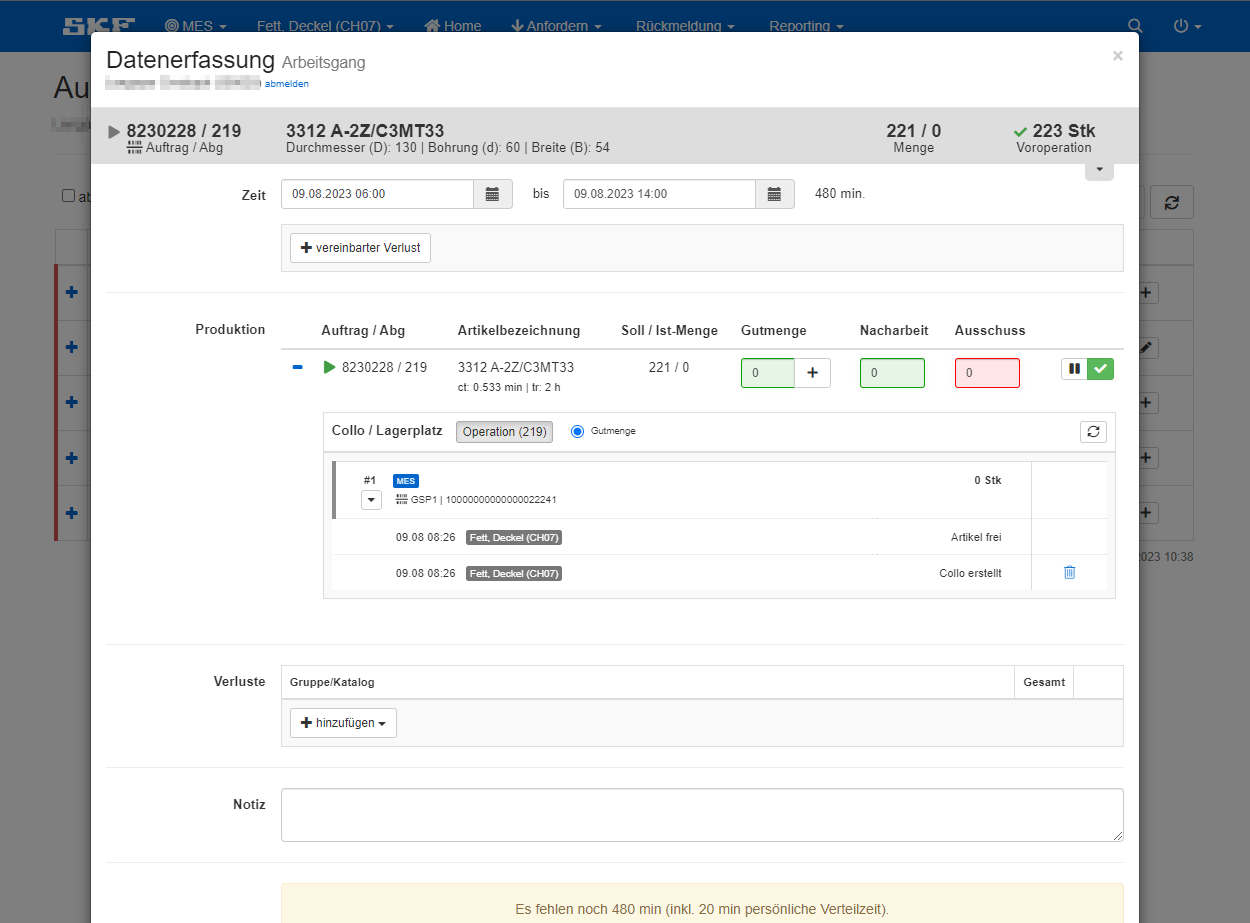 SKF MES Fett, Deckel (CH07) Home Anfordern Rückmeldung Reporting
Au
ab
Datenerfassung Arbeitsgang
abmelden
×
8230228 / 219 3312 A-2Z/C3MT33 221 / 0 223 Stk
Auftrag / Abg Durchmesser (D): 130 | Bohrung (d): 60 | Breite (B): 54 Menge Voroperation
Zeit 09.08.2023 06:00 bis 09.08.2023 14:00 480 min.
vereinbarter Verlust
Produktion Auftrag / Abg Artikelbezeichnung Soll / Ist-Menge Gutmenge Nacharbeit Ausschuss
8230228 / 219 3312 A-2Z/C3MT33 221 / 0 0 0 0
ct: 0.533 min | tr: 2 h
Collo / Lagerplatz Operation (219) Gutmenge
#1 MES 0 Stk
GSP1 | 10000000000000022241
09.08 08:26 Fett, Deckel (CH07) Artikel frei
023 10:38
09.08 08:26 Fett, Deckel (CH07) Collo erstellt
Verluste Gruppe/Katalog Gesamt
hinzufügen
Notiz
Es fehlen noch 480 min (inkl. 20 min persönliche Verteilzeit).